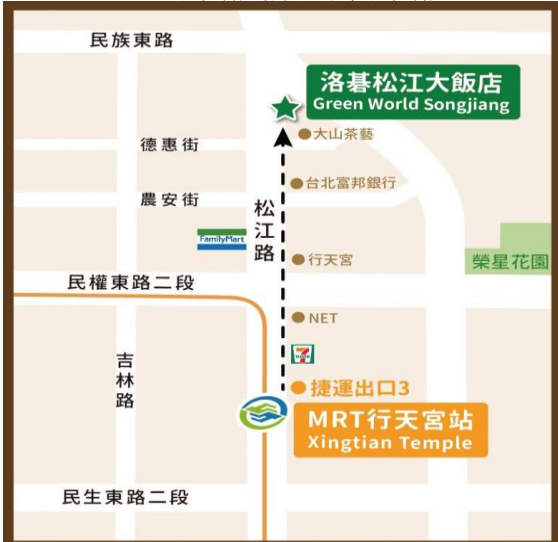 民族東路
洛碁松江大飯店
Green World Songjiang
大山茶藝
德惠街
台北富邦銀行
農安街
松江路
FamilyMart
行天宮
榮星花園
民權東路二段
NET
7
ELEVEN
吉林路
捷運出口3
MRT行天宮站
Xingtian Temple
民生東路二段